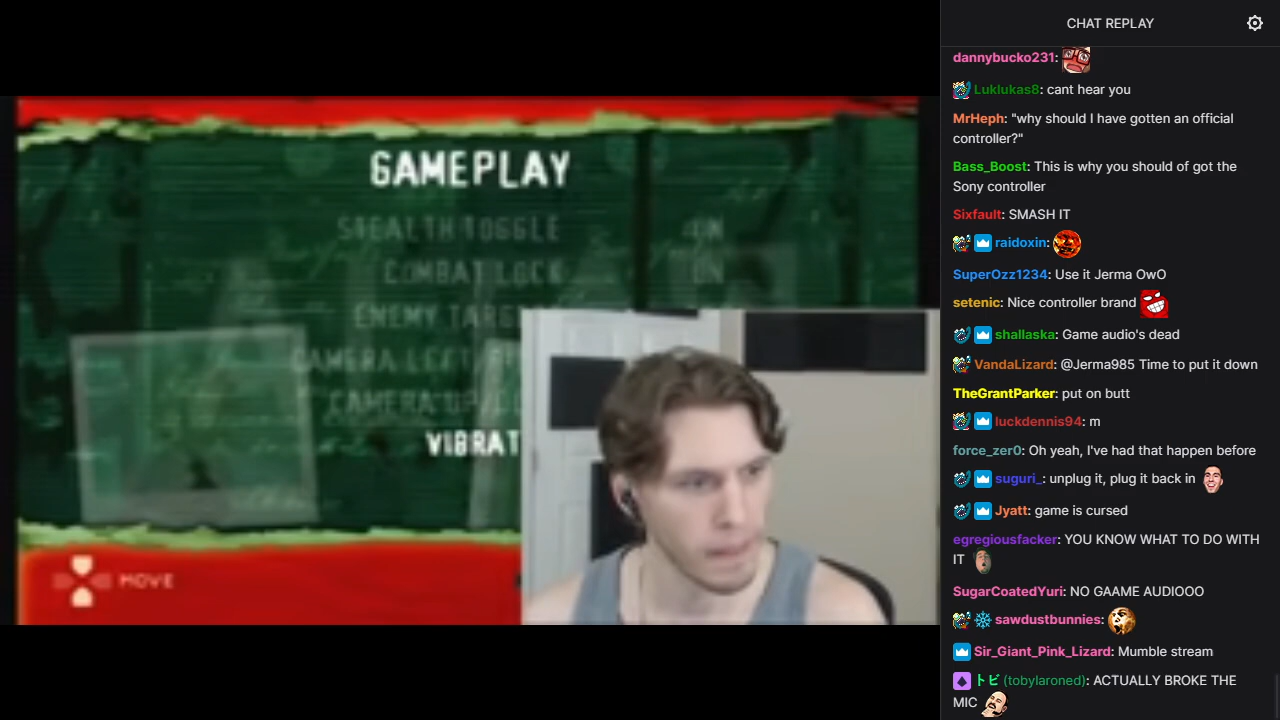 GAMEPLAY
STEALTH TOGGLE ON
COMBAT LOCK ON
ENEMY
VIBRAT
MOVE
CHAT REPLAY
dannybucko231:
Luklukas8: cant hear you
MrHeph: "why should I have gotten an official
controller?"
Bass_Boost: This is why you should of got the
Sony controller
Sixfault: SMASH IT
raidoxin:
SuperOzz1234: Use it Jerma OwO
setenic: Nice controller brand
shallaska: Game audio's dead
VandaLizard: @Jerma985 Time to put it down
TheGrantParker: put on butt
luckdennis94: m
force_zer0: Oh yeah, I've had that happen before
suguri_: unplug it, plug it back in
Jyatt: game is cursed
egregiousfacker: YOU KNOW WHAT TO DO WITH
IT
SugarCoatedYuri: NO GAAME AUDIOOO
sawdustbunnies:
Sir_Giant_Pink_Lizard: Mumble stream
トビ (tobylaroned): ACTUALLY BROKE THE
MIC